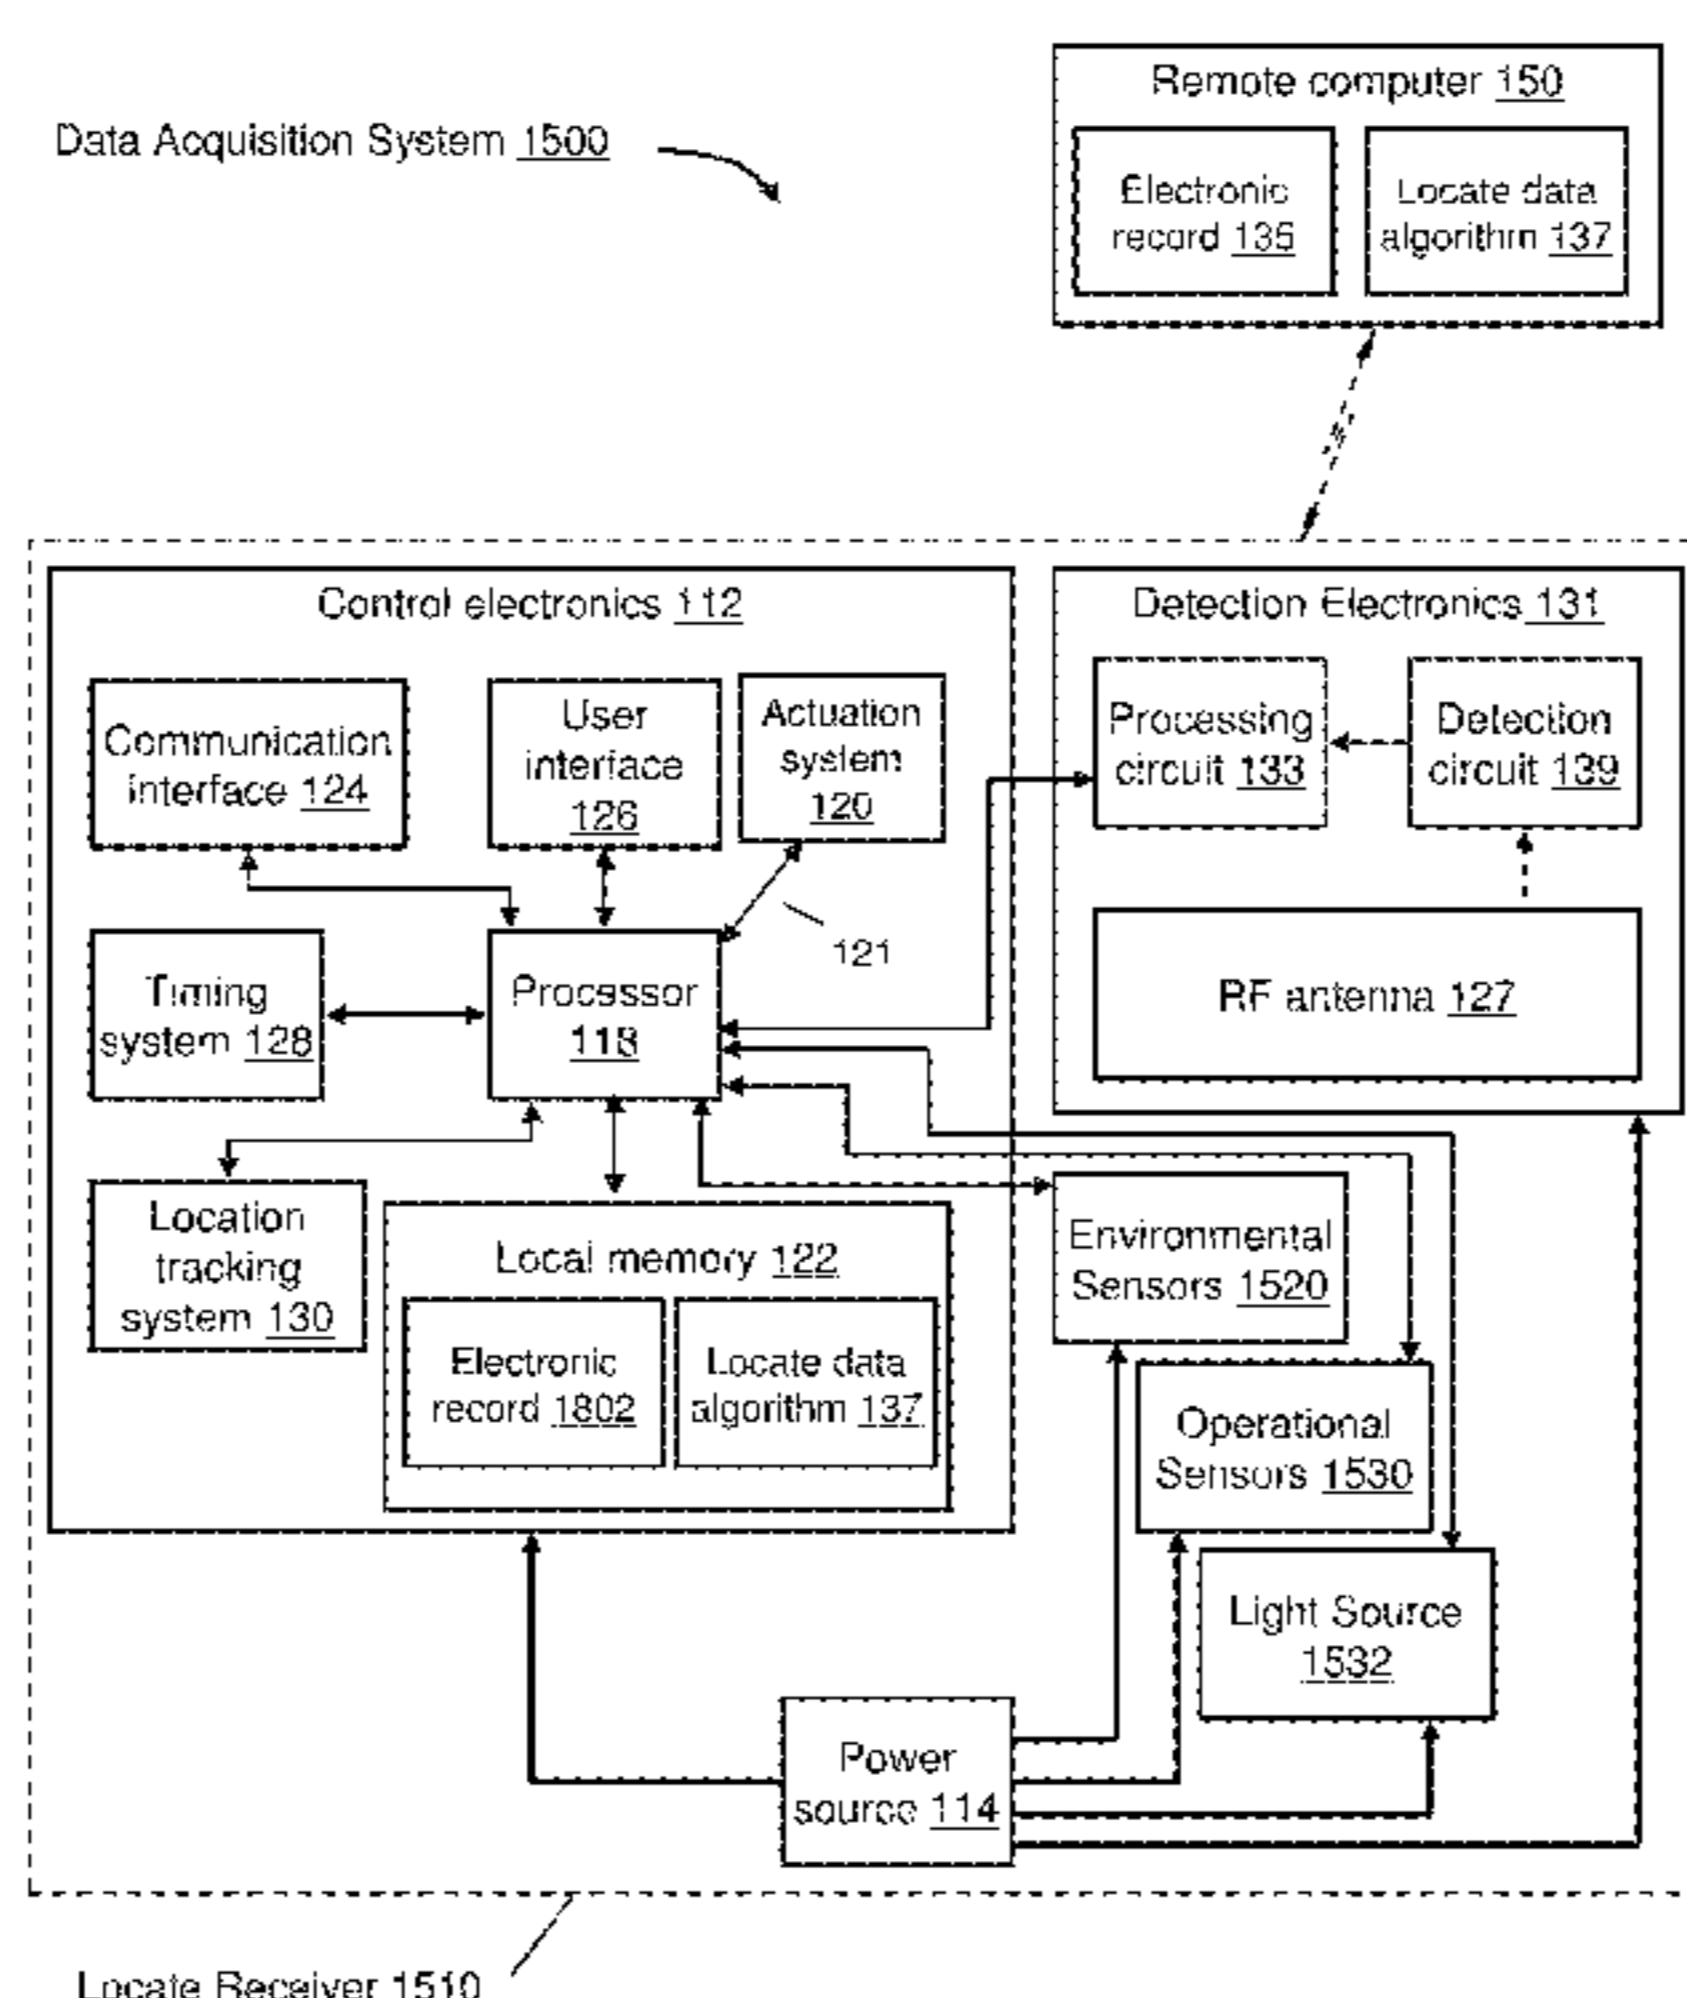 Remote computer 150
Data Acquisition System 1500
Electronic
record 135
Locate data
algorithm 137
Control electronics 112
Communication
interface 124
User
interface
126
Actuation
system
120
121
Timing
system 128
Processor
118
Location
tracking
system 130
Local memory 122
Electronic
record 1802
Locate data
algorithm 137
Detection Electronics 131
Processing
circuit 133
Detection
circuit 139
RF antenna 127
Environmental
Sensors 1520
Operational
Sensors 1530
Light Source
1532
Power
source 114
Locate Receiver 1510